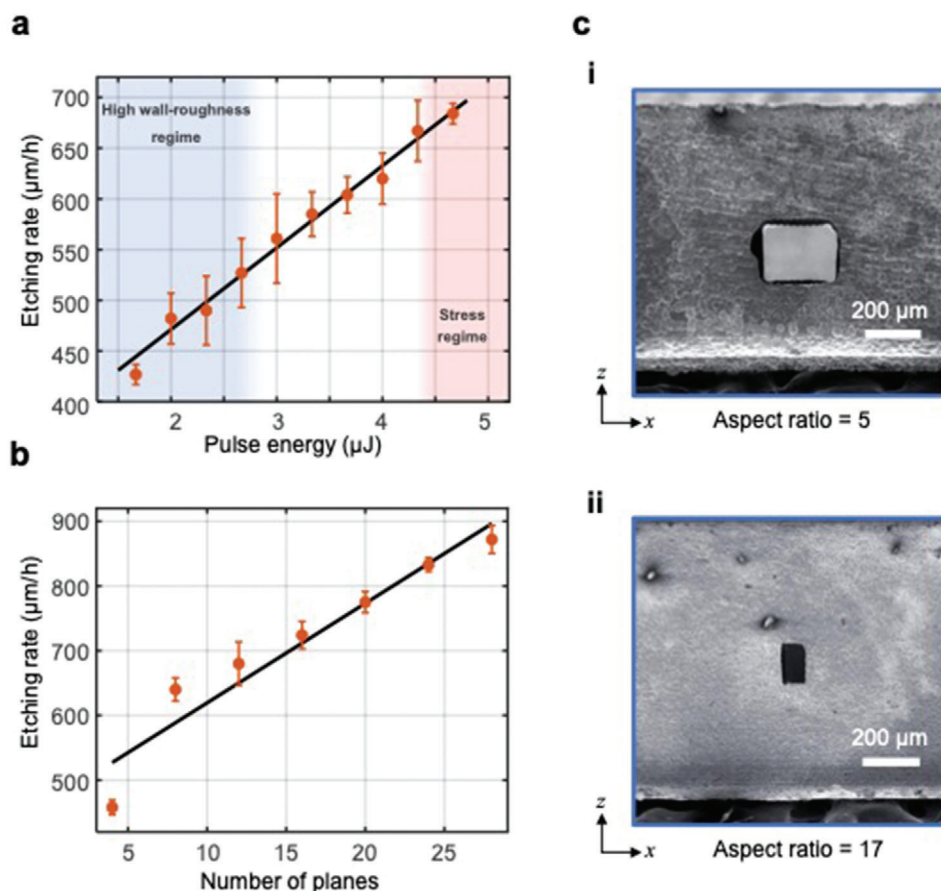 a
700
650
600
550
500
450
400
Etching rate (µm/h)
High wall-roughness
regime
Stress
regime
2
3
4
5
Pulse energy (µJ)
b
900
800
700
600
500
Etching rate (µm/h)
5
10
15
20
25
Number of planes
c
i
200 µm
z
x
Aspect ratio = 5
ii
200 µm
z
x
Aspect ratio = 17